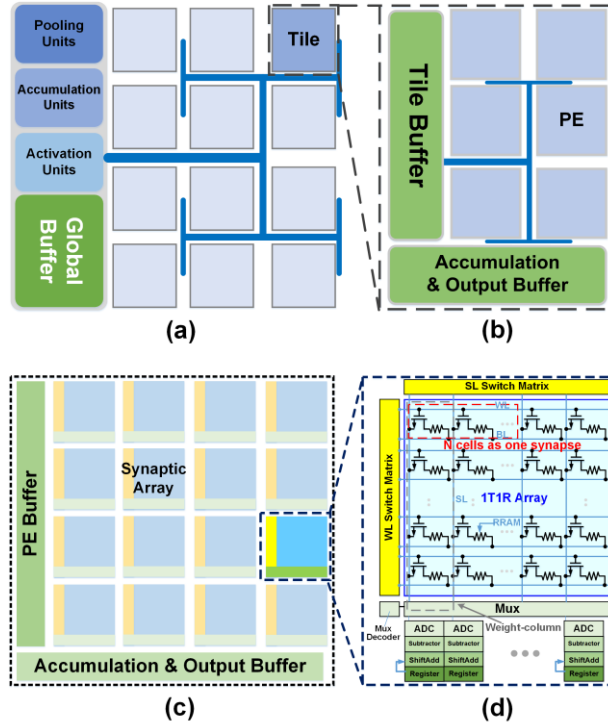 Pooling
Units
Accumulation
Units
Activation
Units
Global
Buffer
Tile
(a)
Tile Buffer
PE
Accumulation
& Output Buffer
(b)
PE Buffer
Synaptic
Array
Accumulation & Output Buffer
(c)
SL Switch Matrix
WL Switch Matrix
WL
BL
N cells as one synapse
SL
1T1R Array
RRAM
Mux
Mux
Decoder
Weight-column
ADC ADC ADC
Subtractor Subtractor Subtractor
ShiftAdd ShiftAdd ShiftAdd
Register Register Register
(d)